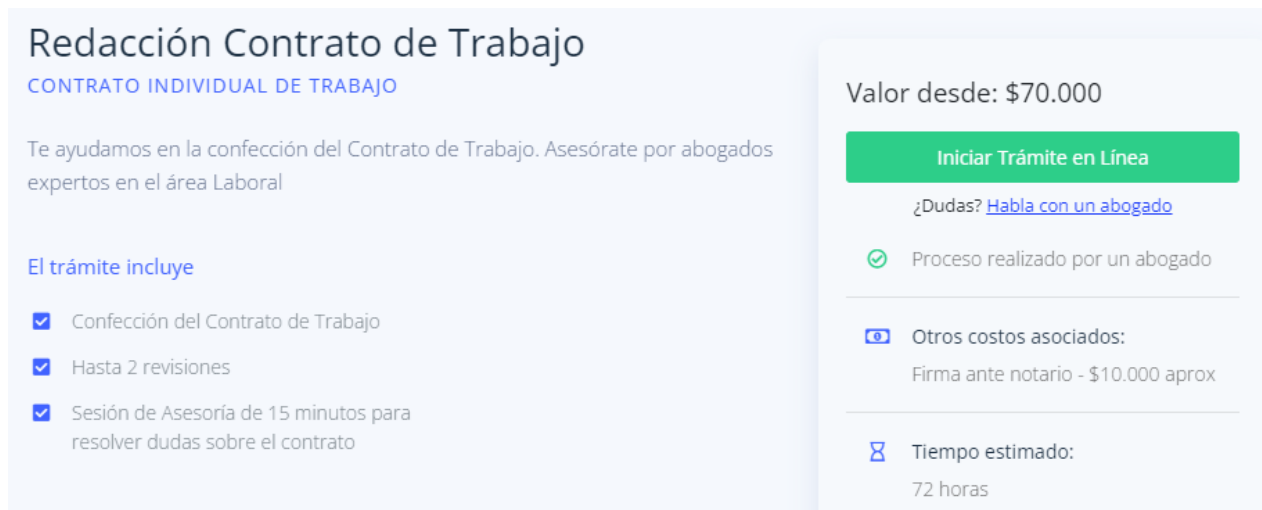 Redacción Contrato de Trabajo
CONTRATO INDIVIDUAL DE TRABAJO
Te ayudamos en la confección del Contrato de Trabajo. Asesórate por abogados
expertos en el área Laboral
El trámite incluye
Confección del Contrato de Trabajo
Hasta 2 revisiones
Sesión de Asesoría de 15 minutos para
resolver dudas sobre el contrato
Valor desde: $70.000
Iniciar Trámite en Línea
¿Dudas? Habla con un abogado
Proceso realizado por un abogado
Otros costos asociados:
Firma ante notario - $10.000 aprox
Tiempo estimado:
72 horas